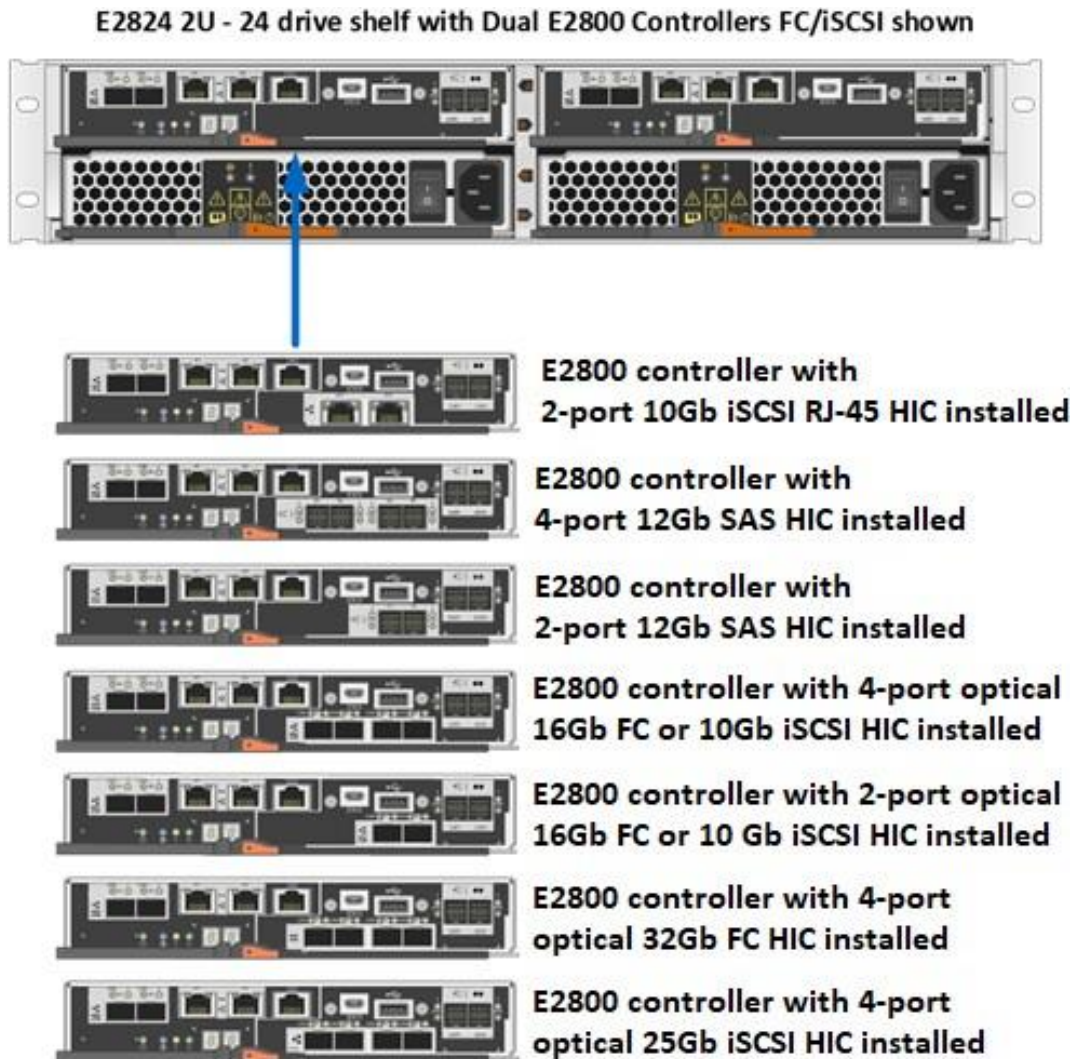 E2824 2U - 24 drive shelf with Dual E2800 Controllers FC/iSCSI shown
E2800 controller with
2-port 10Gb iSCSI RJ-45 HIC installed
E2800 controller with
4-port 12Gb SAS HIC installed
E2800 controller with
2-port 12Gb SAS HIC installed
E2800 controller with 4-port optical
16Gb FC or 10Gb iSCSI HIC installed
E2800 controller with 2-port optical
16Gb FC or 10 Gb iSCSI HIC installed
E2800 controller with 4-port
optical 32Gb FC HIC installed
E2800 controller with 4-port
optical 25Gb iSCSI HIC installed